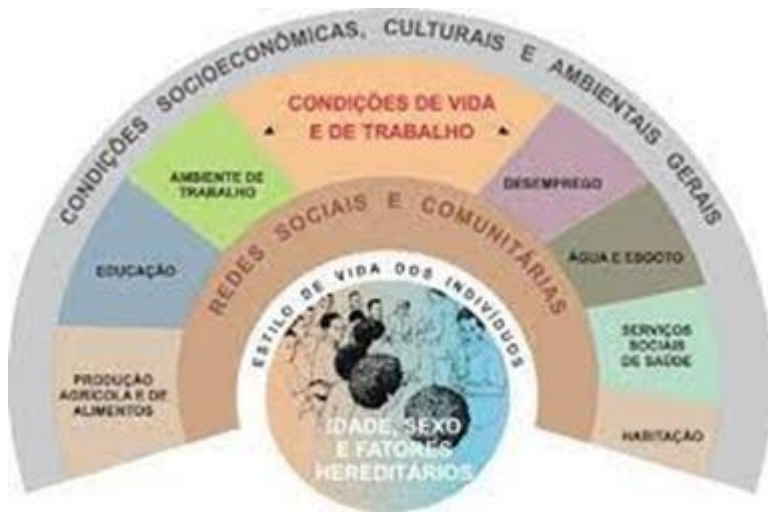 CONDIÇÕES SOCIOECONÔMICAS, CULTURAIS E AMBIENTAIS GERAIS
CONDIÇÕES DE VIDA
E DE TRABALHO
AMBIENTE DE
TRABALHO
DESEMPREGO
REDES SOCIAIS E COMUNITÁRIAS
EDUCAÇÃO
ÁGUA E ESGOTO
ESTILO DE VIDA DOS INDIVÍDUOS
SERVIÇOS
SOCIAIS
DE SAÚDE
PRODUÇÃO
AGRÍCOLA E DE
ALIMENTOS
HABITAÇÃO
IDADE, SEXO
E FATORES
HEREDITÁRIOS